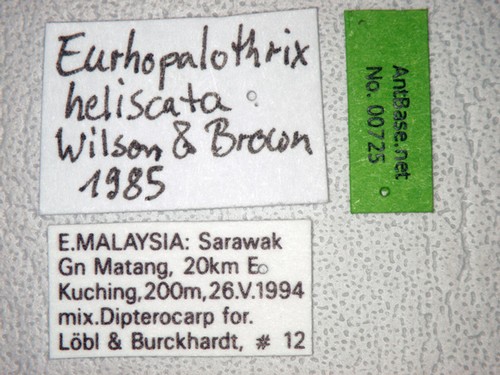 Eurhopalothrix
heliscata
Wilson & Brown
1985
AntBase.net
No. 00725
E.MALAYSIA: Sarawak
Gn Matang, 20km E
Kuching,200m,26.V.1994
mix.Dipterocarp for.
Löbl & Burckhardt, # 12